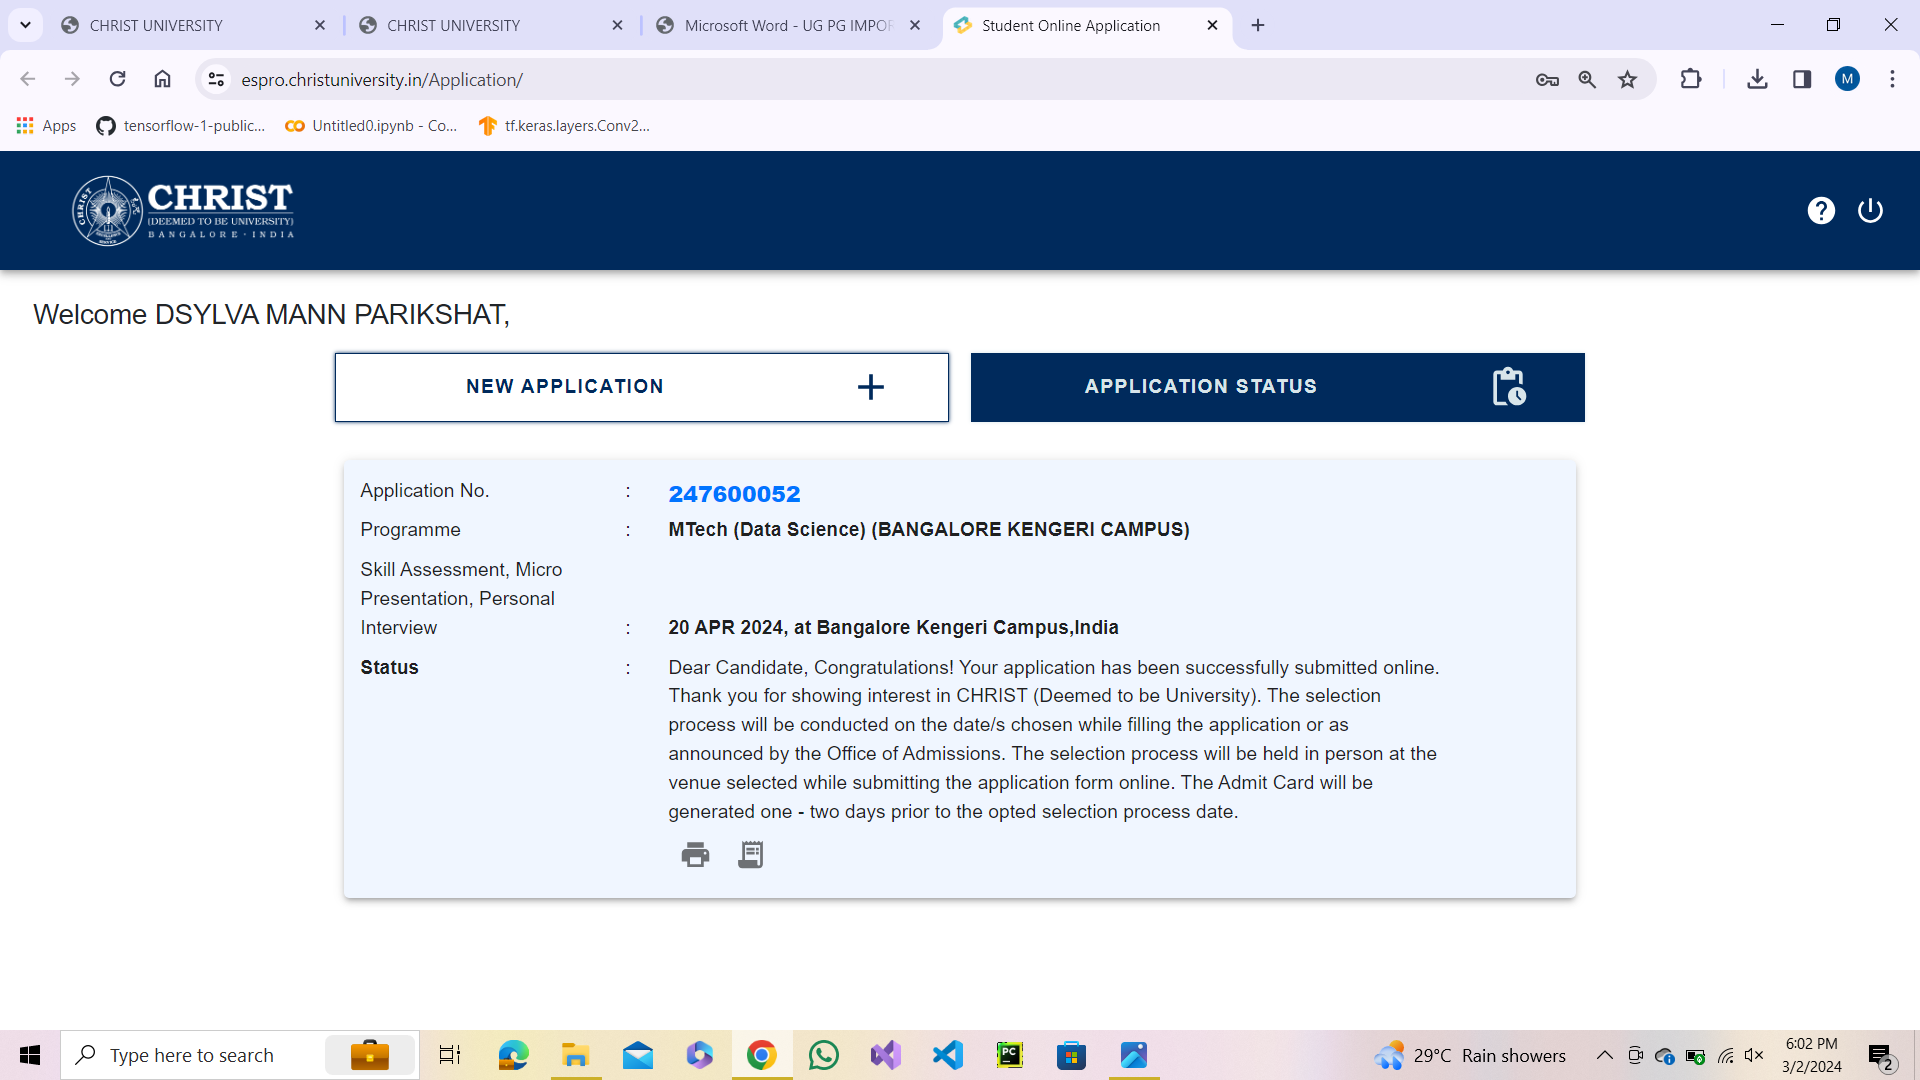 CHRIST UNIVERSITY
CHRIST UNIVERSITY
Microsoft Word - UG PG IMPOR
Student Online Application
espro.christuniversity.in/Application/
M
Apps
tensorflow-1-public...
Untitled0.ipynb - Co...
tf.keras.layers.Conv2...
CHRIST
(DEEMED TO BE UNIVERSITY)
BANGALORE · INDIA
Welcome DSYLVA MANN PARIKSHAT,
NEW APPLICATION
APPLICATION STATUS
Application No. : 247600052
Programme : MTech (Data Science) (BANGALORE KENGERI CAMPUS)
Skill Assessment, Micro
Presentation, Personal
Interview : 20 APR 2024, at Bangalore Kengeri Campus,India
Status : Dear Candidate, Congratulations! Your application has been successfully submitted online.
Thank you for showing interest in CHRIST (Deemed to be University). The selection
process will be conducted on the date/s chosen while filling the application or as
announced by the Office of Admissions. The selection process will be held in person at the
venue selected while submitting the application form online. The Admit Card will be
generated one - two days prior to the opted selection process date.
Type here to search
PC
29°C Rain showers
6:02 PM
3/2/2024
2